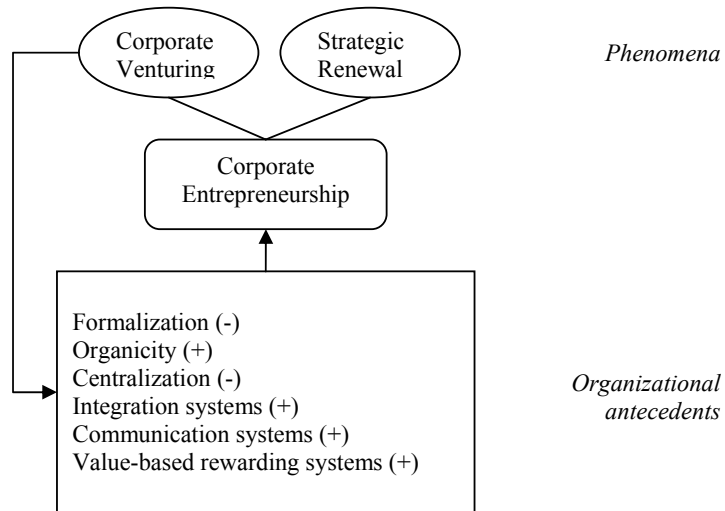 Corporate
Venturing
Strategic
Renewal
Phenomena
Corporate
Entrepreneurship
Formalization (-)
Organicity (+)
Centralization (-)
Integration systems (+)
Communication systems (+)
Value-based rewarding systems (+)
Organizational
antecedents